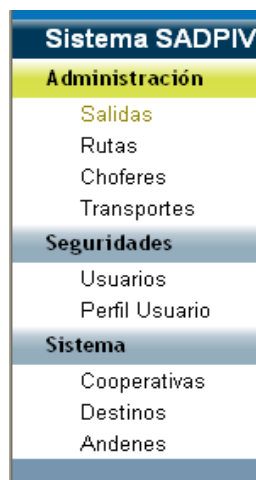 Sistema SADPIV
Administración
Salidas
Rutas
Choferes
Transportes
Seguridades
Usuarios
Perfil Usuario
Sistema
Cooperativas
Destinos
Andenes